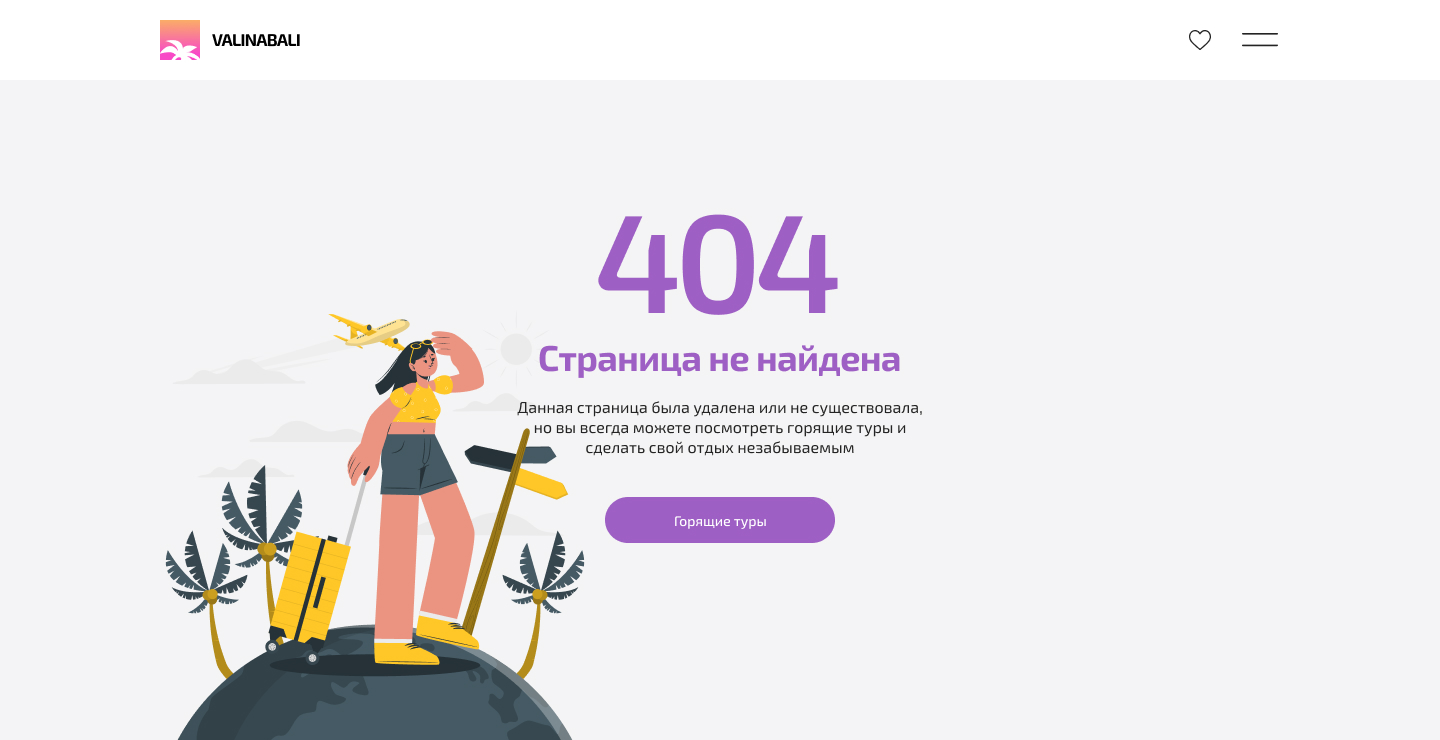 VALINABALI
404
Страница не найдена
Данная страница была удалена или не существовала,
но вы всегда можете посмотреть горящие туры и
сделать свой отдых незабываемым
Горящие туры